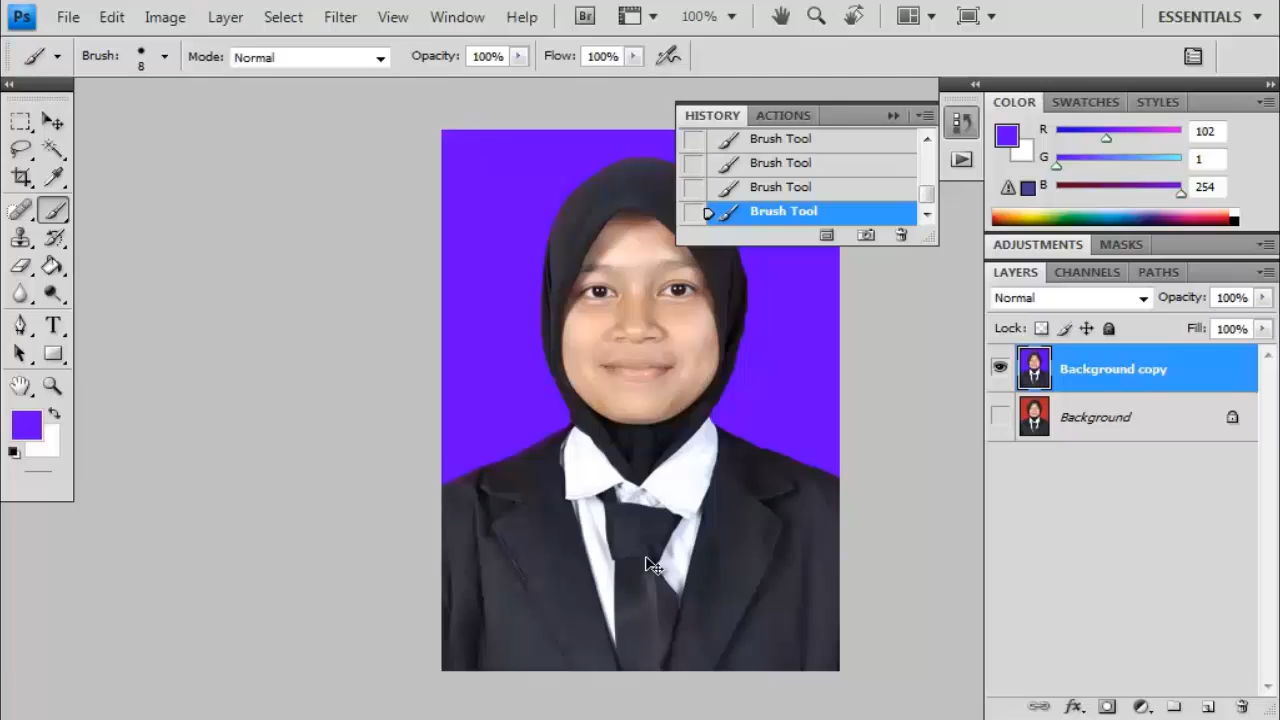 Ps File Edit Image Layer Select Filter View Window Help Br 100% ESSENTIALS
Brush: 8 Mode: Normal Opacity: 100% Flow: 100%
HISTORY ACTIONS
Brush Tool
Brush Tool
Brush Tool
Brush Tool
COLOR SWATCHES STYLES
R 102
G 1
B 254
ADJUSTMENTS MASKS
LAYERS CHANNELS PATHS
Normal Opacity: 100%
Lock: Fill: 100%
Background copy
Background
T
fx